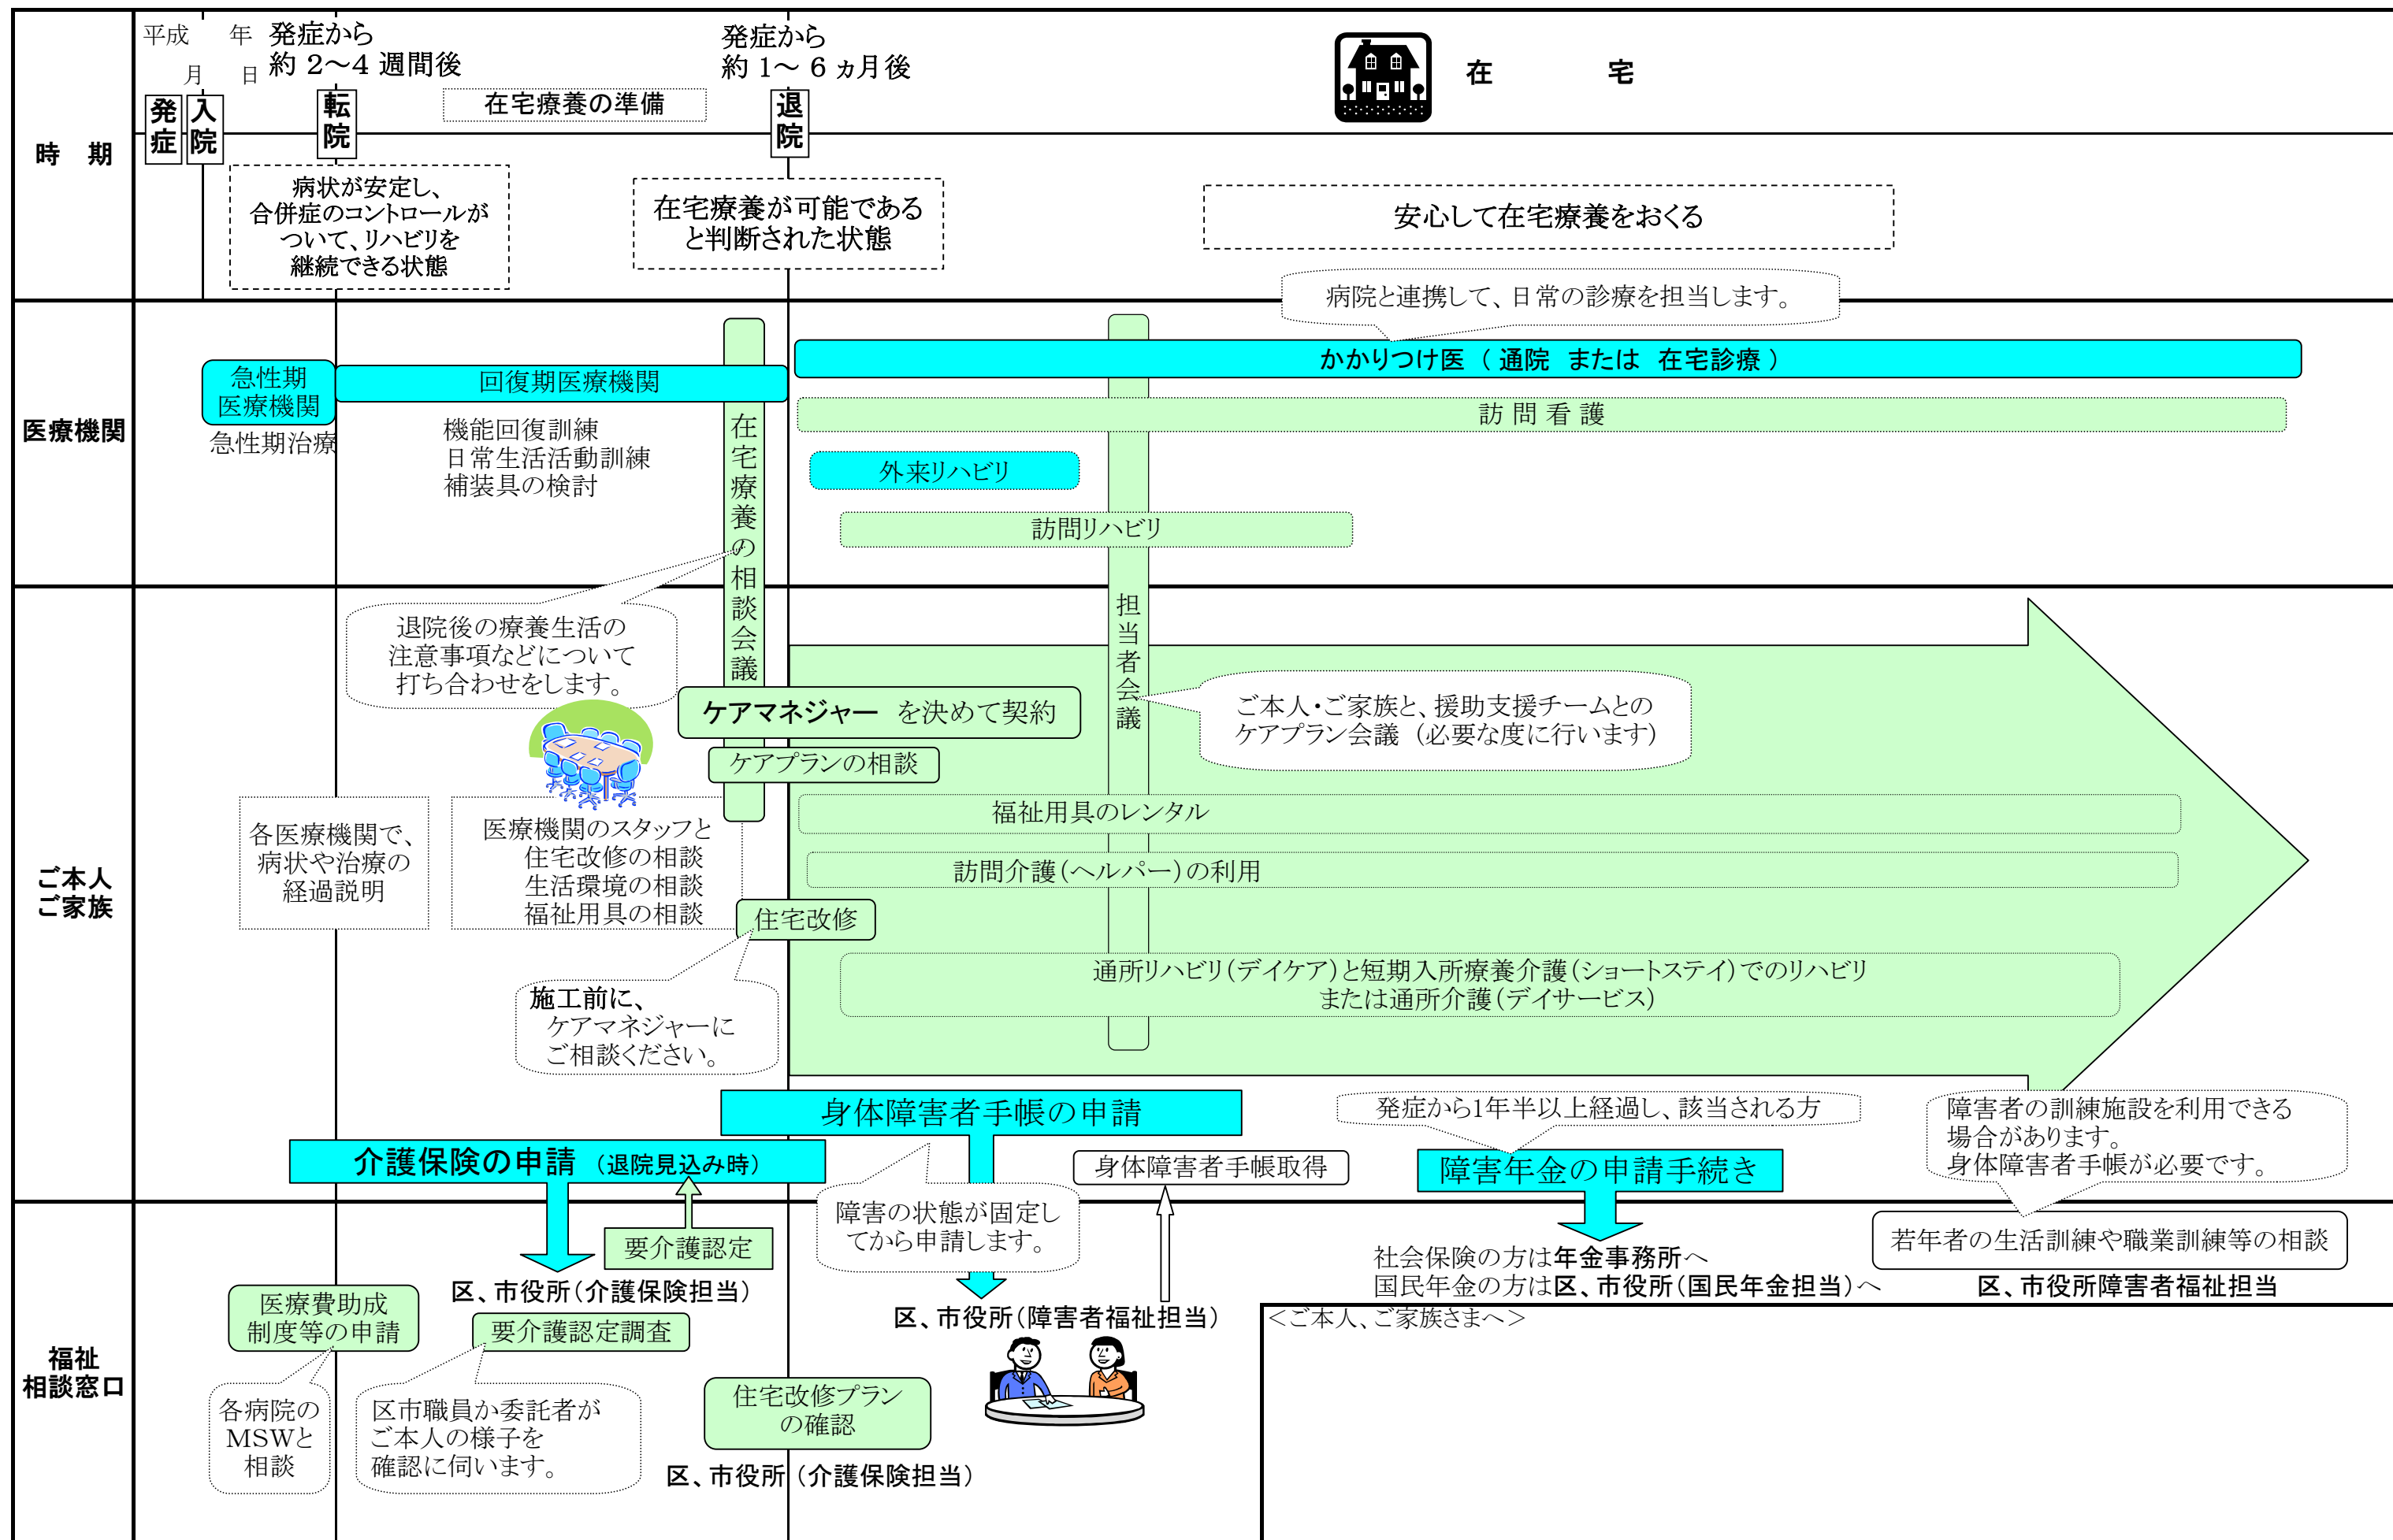 平成　年
月　日
発症から
約 2～4 週間後
発症から
約 1～ 6 ヵ月後
在　宅
発症
入院
転院
在宅療養の準備
退院
時　期
病状が安定し、
合併症のコントロールが
ついて、リハビリを
継続できる状態
在宅療養が可能である
と判断された状態
安心して在宅療養をおくる
病院と連携して、日常の診療を担当します。
医療機関
急性期
医療機関
急性期治療
回復期医療機関
機能回復訓練
日常生活活動訓練
補装具の検討
在宅療養の相談会議
かかりつけ医（ 通院 または 在宅診療 ）
訪 問 看 護
外来リハビリ
訪問リハビリ
担当者会議
ご本人
ご家族
退院後の療養生活の
注意事項などについて
打ち合わせをします。
ケアマネジャー を決めて契約
ケアプランの相談
ご本人・ご家族と、援助支援チームとの
ケアプラン会議（必要な度に行います）
各医療機関で、
病状や治療の
経過説明
医療機関のスタッフと
住宅改修の相談
生活環境の相談
福祉用具の相談
福祉用具のレンタル
訪問介護（ヘルパー）の利用
住宅改修
施工前に、
ケアマネジャーに
ご相談ください。
通所リハビリ（デイケア）と短期入所療養介護（ショートステイ）でのリハビリ
または通所介護（デイサービス）
身体障害者手帳の申請
介護保険の申請（退院見込み時）
発症から1年半以上経過し、該当される方
障害者の訓練施設を利用できる
場合があります。
身体障害者手帳が必要です。
身体障害者手帳取得
障害年金の申請手続き
福祉
相談窓口
障害の状態が固定し
てから申請します。
要介護認定
区、市役所（介護保険担当）
社会保険の方は年金事務所へ
国民年金の方は区、市役所（国民年金担当）へ
若年者の生活訓練や職業訓練等の相談
区、市役所障害者福祉担当
医療費助成
制度等の申請
要介護認定調査
区、市役所（障害者福祉担当）
＜ご本人、ご家族さまへ＞
各病院の
MSWと
相談
区市職員か委託者が
ご本人の様子を
確認に伺います。
住宅改修プラン
の確認
区、市役所（介護保険担当）